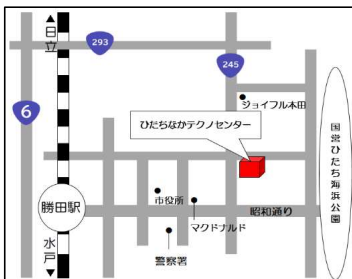 ▲日立
293
245
6
ジョイフル本田
ひたちなかテクノセンター
国営ひたち海浜公園
市役所
勝田駅
昭和通り
マクドナルド
水戸▼
警察署